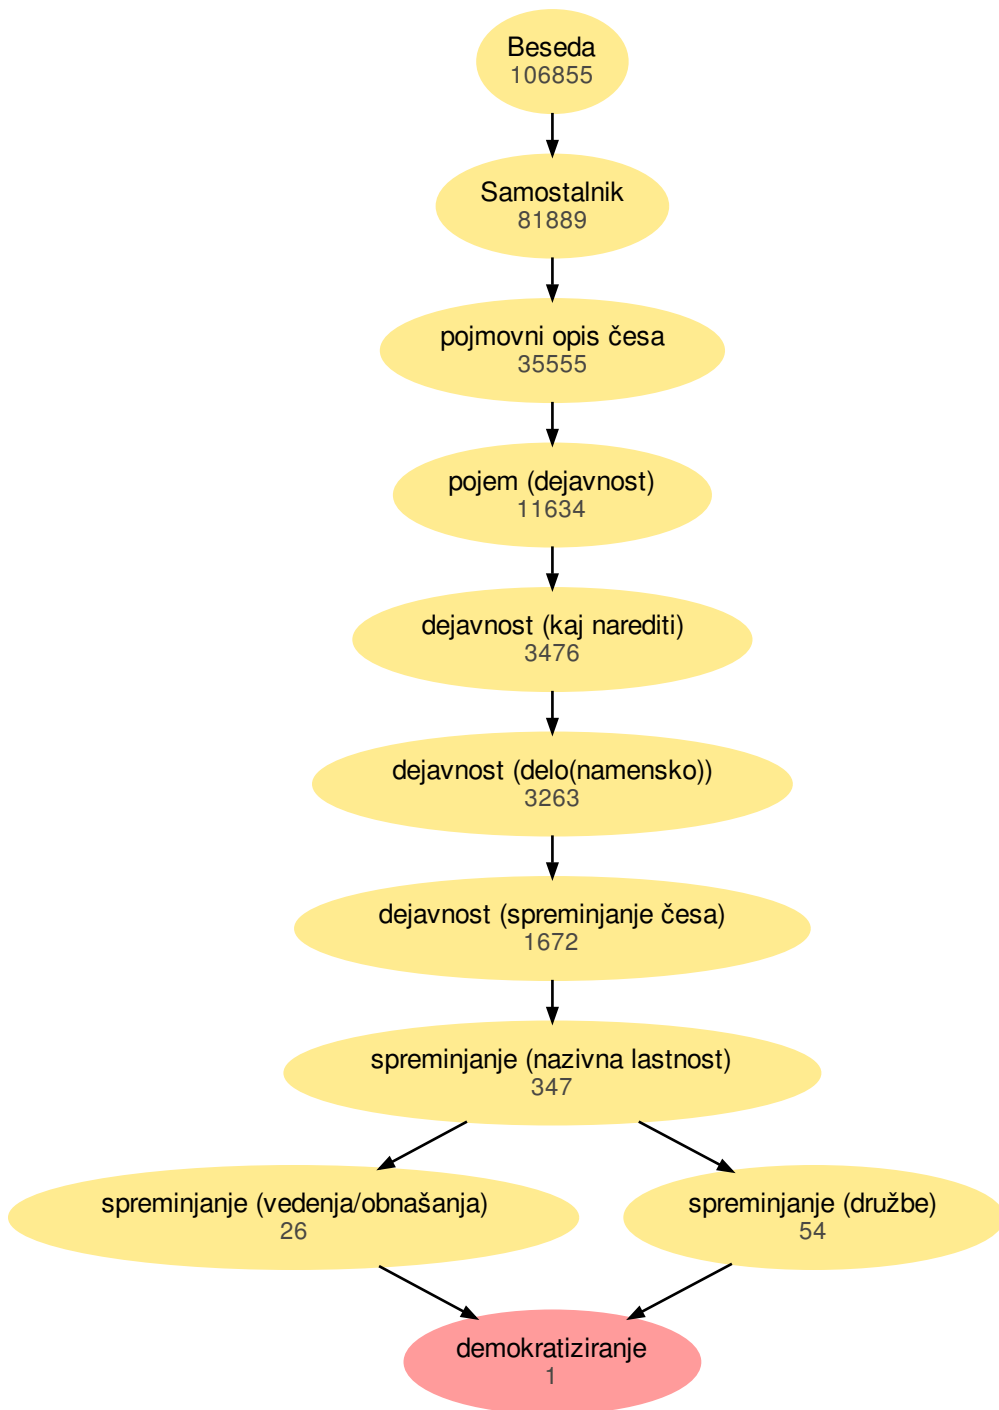 Beseda
106855
Samostalnik
81889
pojmovni opis česa
35555
pojem (dejavnost)
11634
dejavnost (kaj narediti)
3476
dejavnost (delo(namensko))
3263
dejavnost (spreminjanje česa)
1672
spreminjanje (nazivna lastnost)
347
spreminjanje (vedenja/obnašanja)
26
spreminjanje (družbe)
54
demokratiziranje
1